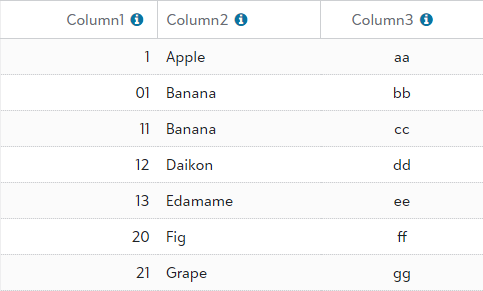 Column1 Column2 Column3
1 Apple aa
01 Banana bb
11 Banana cc
12 Daikon dd
13 Edamame ee
20 Fig ff
21 Grape gg